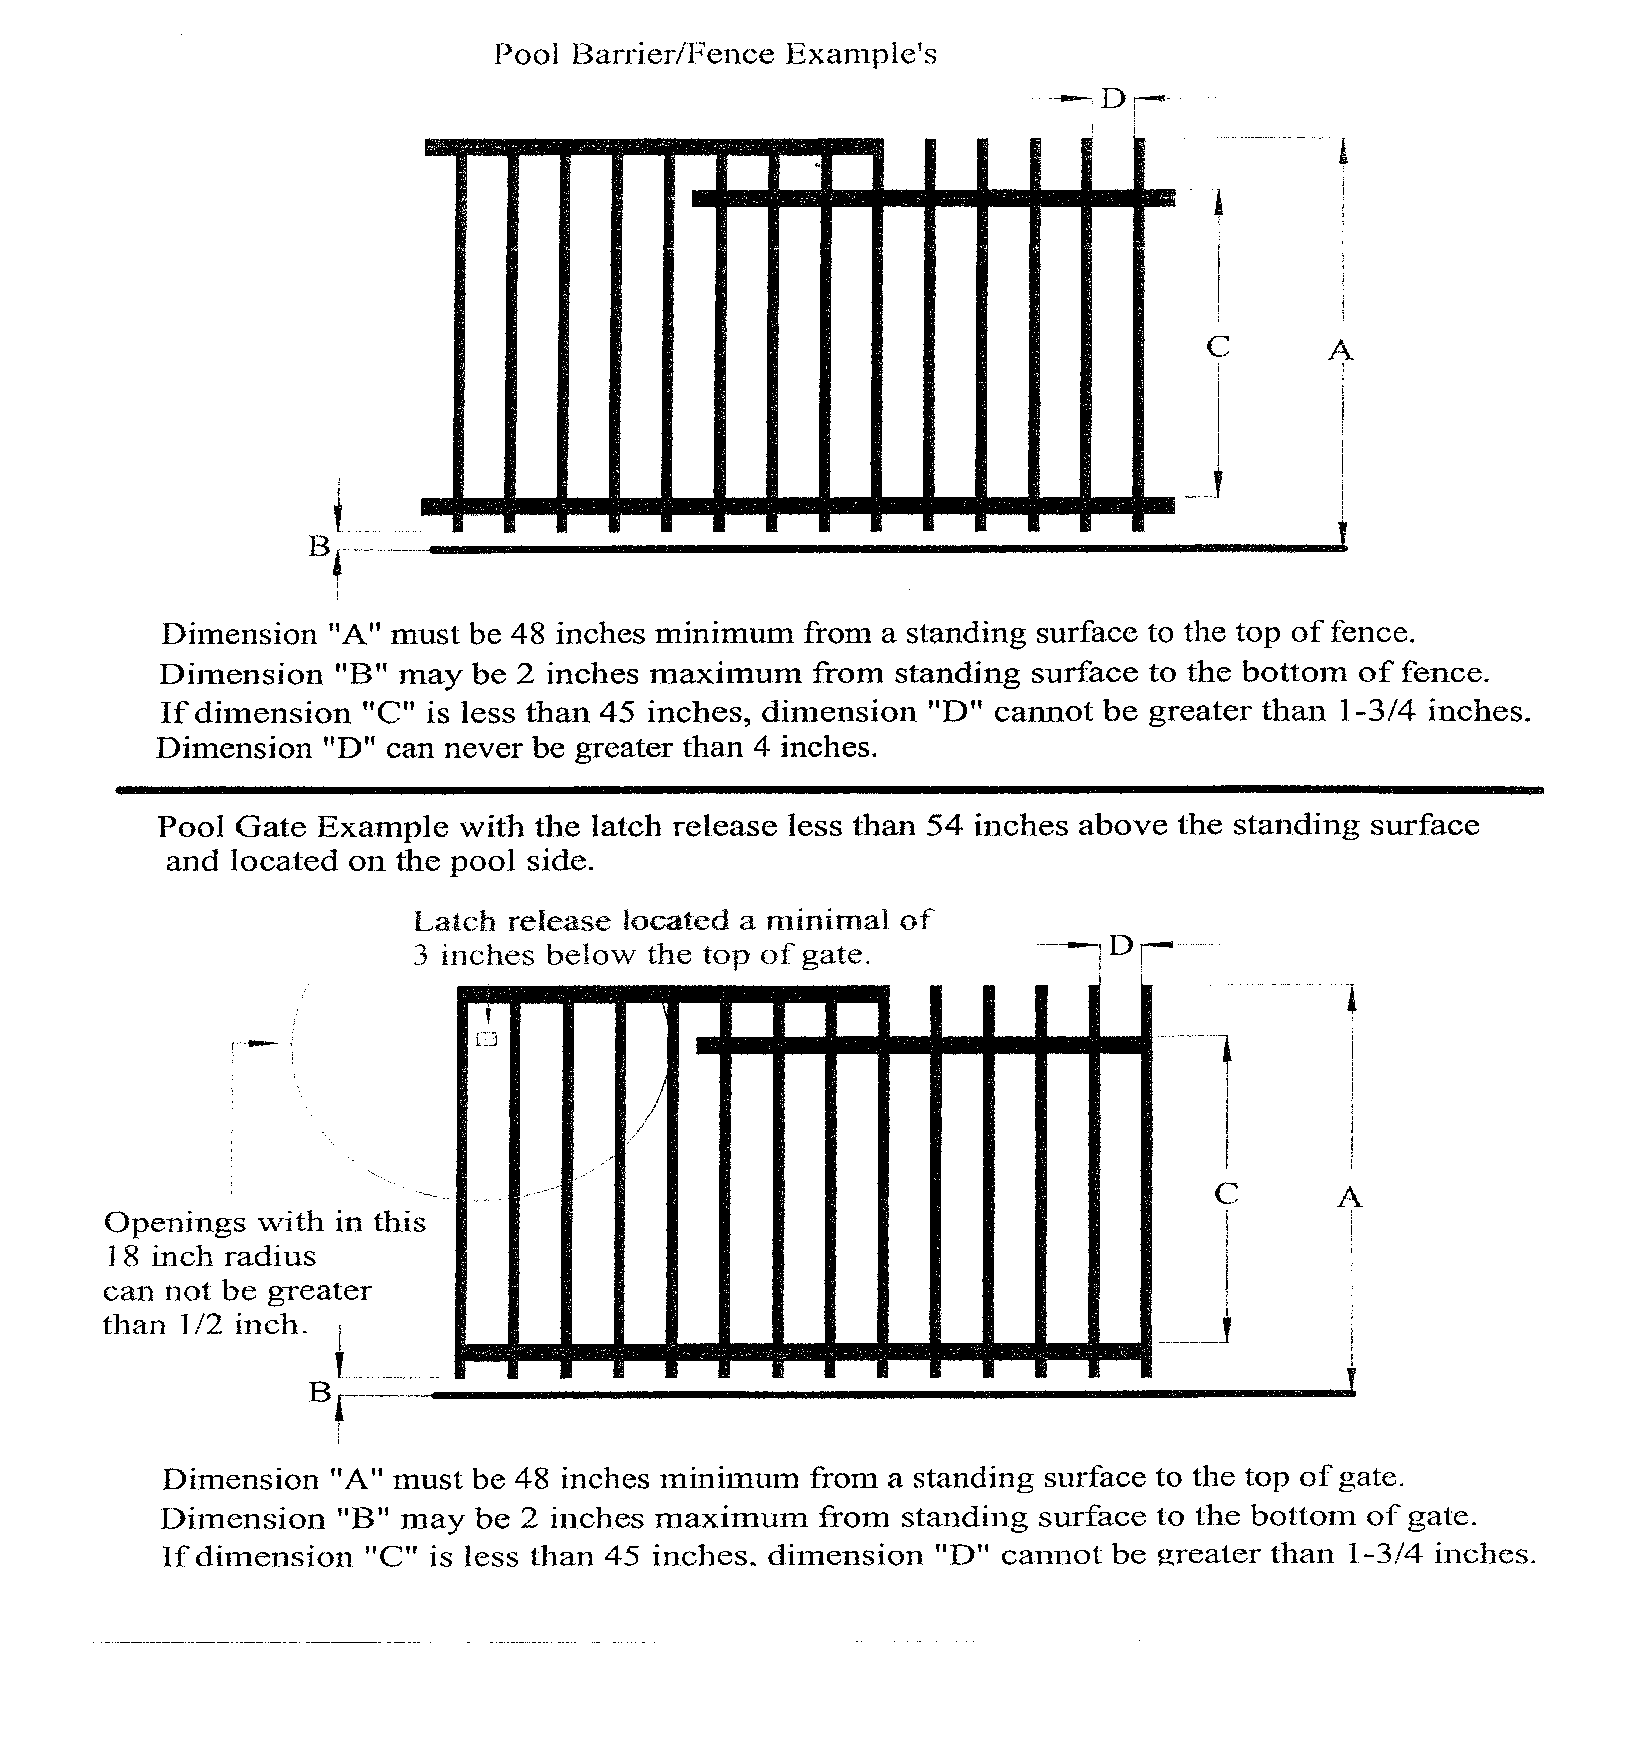 Pool Barrier/Fence Example's
D
C
A
B
Dimension "A" must be 48 inches minimum from a standing surface to the top of fence.
Dimension "B" may be 2 inches maximum from standing surface to the bottom of fence.
If dimension "C" is less than 45 inches, dimension "D" cannot be greater than 1-3/4 inches.
Dimension "D" can never be greater than 4 inches.
Pool Gate Example with the latch release less than 54 inches above the standing surface
and located on the pool side.
Latch release located a minimal of
3 inches below the top of gate.
D
C
A
Openings with in this
18 inch radius
can not be greater
than 1/2 inch.
B
Dimension "A" must be 48 inches minimum from a standing surface to the top of gate.
Dimension "B" may be 2 inches maximum from standing surface to the bottom of gate.
If dimension "C" is less than 45 inches, dimension "D" cannot be greater than 1-3/4 inches.